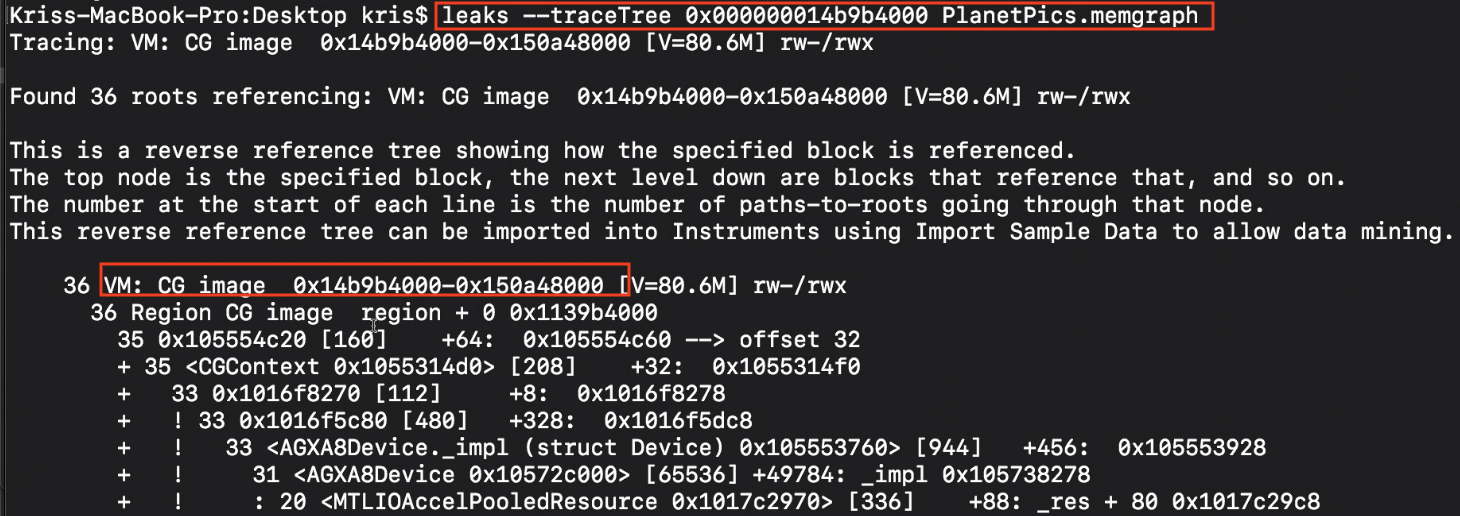 Kriss-MacBook-Pro:Desktop kris$ leaks --traceTree 0x000000014b9b4000 PlanetPics.memgraph
Tracing: VM: CG image  0x14b9b4000-0x150a48000 [V=80.6M] rw-/rwx
Found 36 roots referencing: VM: CG image  0x14b9b4000-0x150a48000 [V=80.6M] rw-/rwx
This is a reverse reference tree showing how the specified block is referenced.
The top node is the specified block, the next level down are blocks that reference that, and so on.
The number at the start of each line is the number of paths-to-roots going through that node.
This reverse reference tree can be imported into Instruments using Import Sample Data to allow data mining.
36 VM: CG image  0x14b9b4000-0x150a48000 [V=80.6M] rw-/rwx
36 Region CG image  region + 0 0x1139b4000
35 0x105554c20 [160]    +64:  0x105554c60 --> offset 32
+ 35 <CGContext 0x1055314d0> [208]    +32:  0x1055314f0
+   33 0x1016f8270 [112]    +8:  0x1016f8278
+   ! 33 0x1016f5c80 [480]   +328:  0x1016f5dc8
+   !   33 <AGXA8Device._impl (struct Device) 0x105553760> [944]   +456:  0x105553928
+   !     31 <AGXA8Device 0x10572c000> [65536] +49784: _impl 0x105738278
+   !     : 20 <MTLIOAccelPooledResource 0x1017c2970> [336]    +88: _res + 80 0x1017c29c8